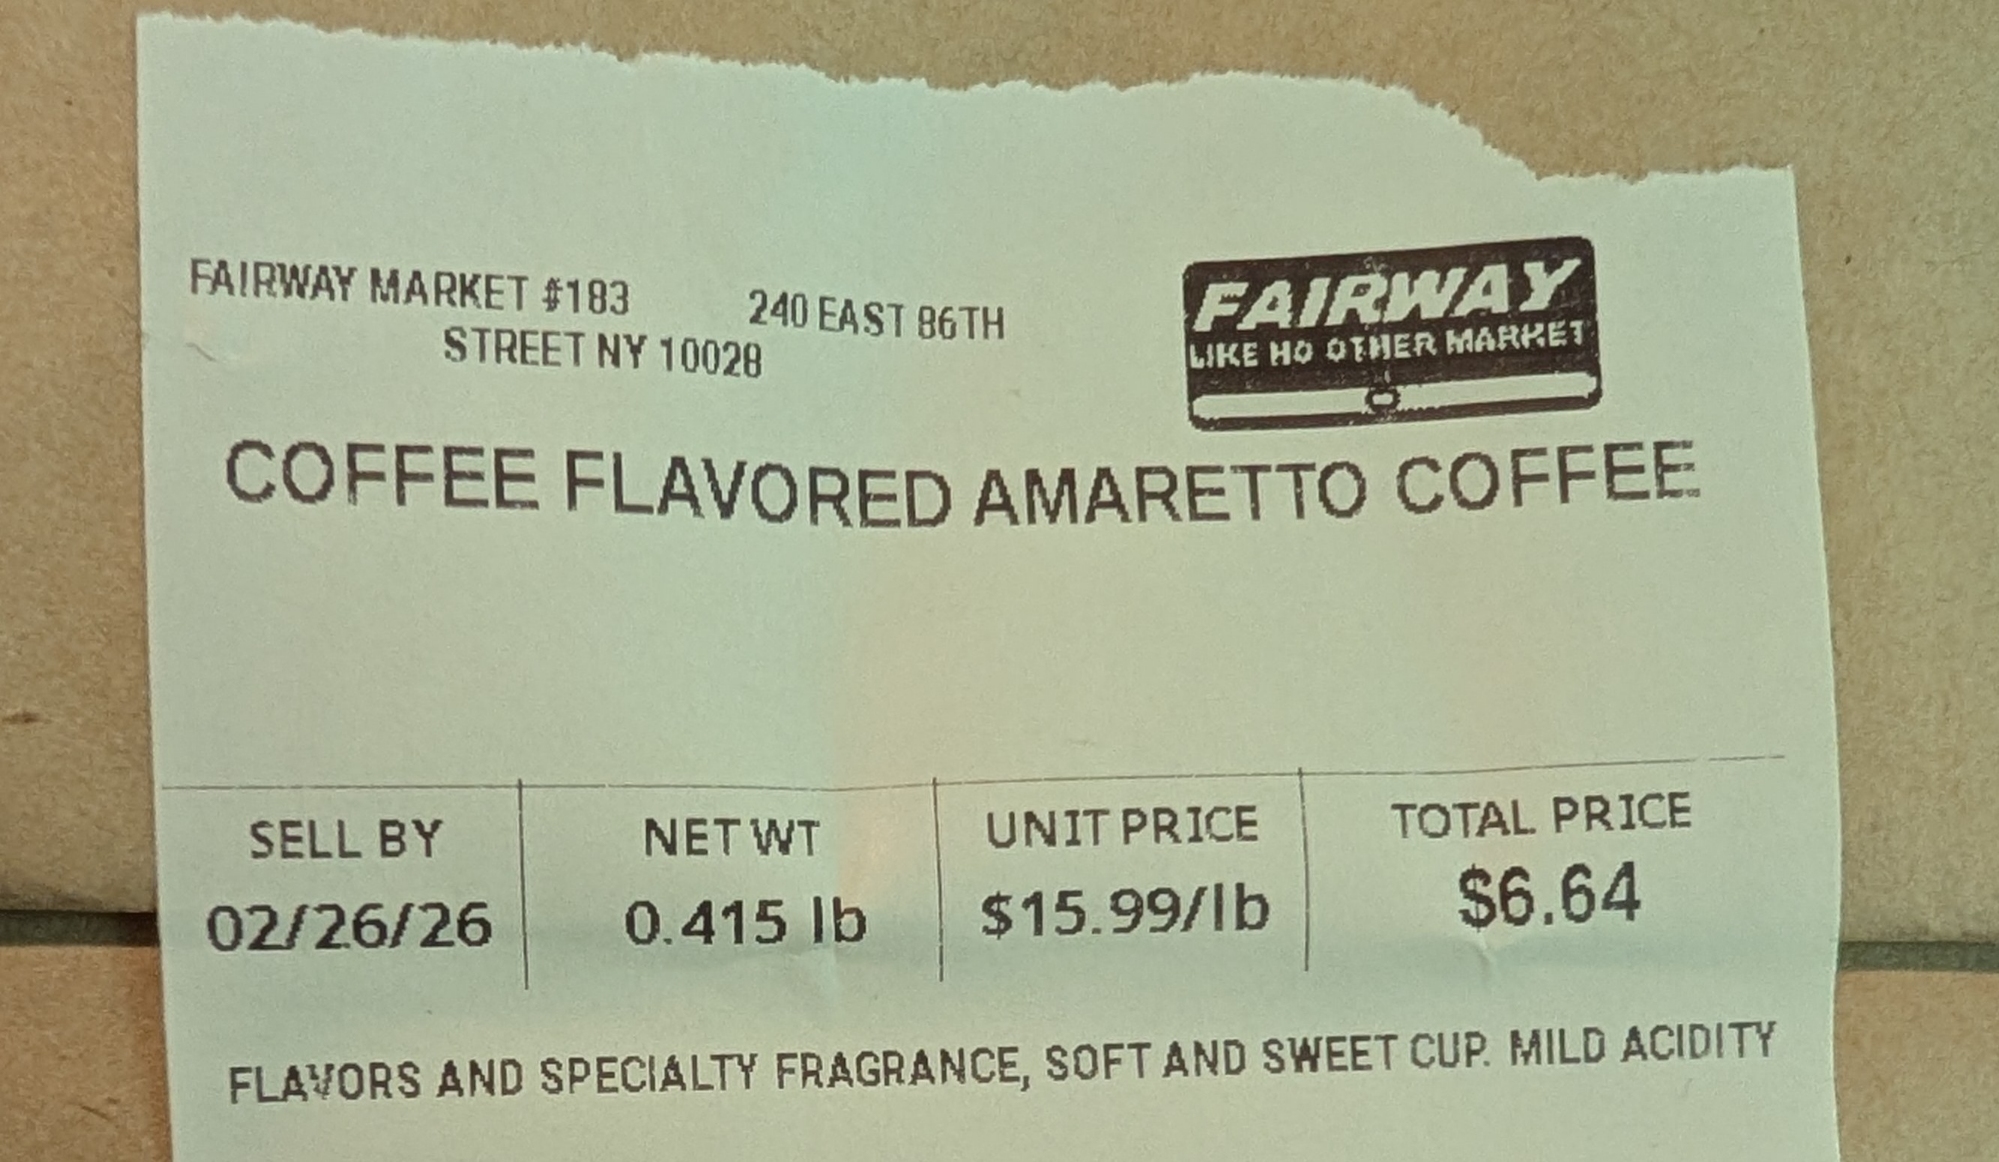 FAIRWAY MARKET #183 240 EAST 86TH
STREET NY 10028
FAIRWAY
LIKE NO OTHER MARKET
COFFEE FLAVORED AMARETTO COFFEE
SELL BY NET WT UNIT PRICE TOTAL PRICE
02/26/26 0.415 lb $15.99/lb $6.64
FLAVORS AND SPECIALTY FRAGRANCE, SOFT AND SWEET CUP. MILD ACIDITY